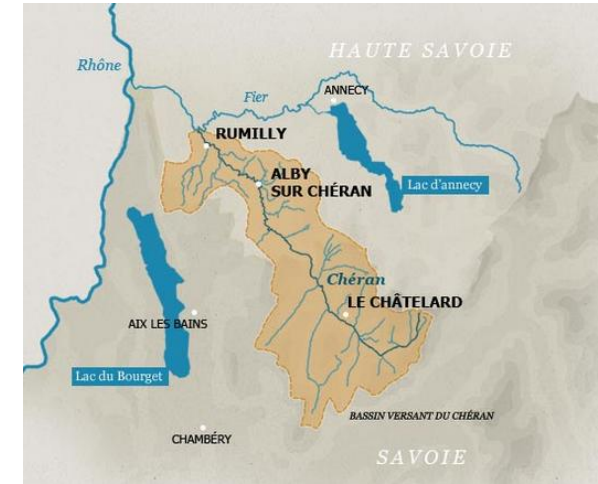 HAUTE SAVOIE
Rhône
Fier
ANNECY
RUMILLY
ALBY
SUR CHÉRAN
Lac d'annecy
Chéran
LE CHÂTELARD
AIX LES BAINS
Lac du Bourget
BASSIN VERSANT DU CHÉRAN
CHAMBÉRY
SAVOIE